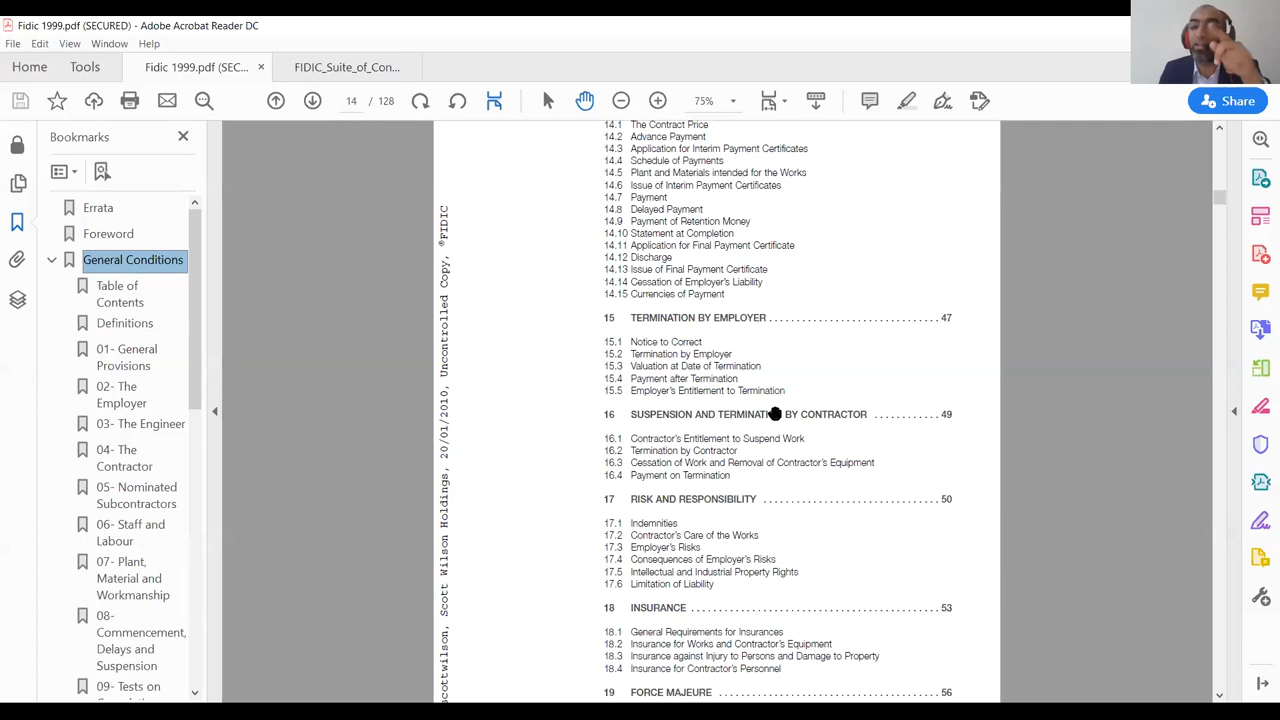 Fidic 1999.pdf (SECURED) - Adobe Acrobat Reader DC
File Edit View Window Help
Home Tools Fidic 1999.pdf (SEC... × FIDIC_Suite_of_Con...
14 / 128 75% Share
Bookmarks
Errata
Foreword
General Conditions
Table of
Contents
Definitions
01- General
Provisions
02- The
Employer
03- The Engineer
04- The
Contractor
05- Nominated
Subcontractors
06- Staff and
Labour
07- Plant,
Material and
Workmanship
08-
Commencement,
Delays and
Suspension
09- Tests on
scottwilson, Scott Wilson Holdings, 20/01/2010, Uncontrolled Copy, ®FIDIC
14.1 The Contract Price
14.2 Advance Payment
14.3 Application for Interim Payment Certificates
14.4 Schedule of Payments
14.5 Plant and Materials intended for the Works
14.6 Issue of Interim Payment Certificates
14.7 Payment
14.8 Delayed Payment
14.9 Payment of Retention Money
14.10 Statement at Completion
14.11 Application for Final Payment Certificate
14.12 Discharge
14.13 Issue of Final Payment Certificate
14.14 Cessation of Employer's Liability
14.15 Currencies of Payment
15 TERMINATION BY EMPLOYER . . . . . . . . . . . . . . . . . . . . . . . . . . . . . . 47
15.1 Notice to Correct
15.2 Termination by Employer
15.3 Valuation at Date of Termination
15.4 Payment after Termination
15.5 Employer's Entitlement to Termination
16 SUSPENSION AND TERMINATION BY CONTRACTOR . . . . . . . . . . . 49
16.1 Contractor's Entitlement to Suspend Work
16.2 Termination by Contractor
16.3 Cessation of Work and Removal of Contractor's Equipment
16.4 Payment on Termination
17 RISK AND RESPONSIBILITY . . . . . . . . . . . . . . . . . . . . . . . . . . . . . . . 50
17.1 Indemnities
17.2 Contractor's Care of the Works
17.3 Employer's Risks
17.4 Consequences of Employer's Risks
17.5 Intellectual and Industrial Property Rights
17.6 Limitation of Liability
18 INSURANCE . . . . . . . . . . . . . . . . . . . . . . . . . . . . . . . . . . . . . . . . . . . . 53
18.1 General Requirements for Insurances
18.2 Insurance for Works and Contractor's Equipment
18.3 Insurance against Injury to Persons and Damage to Property
18.4 Insurance for Contractor's Personnel
19 FORCE MAJEURE . . . . . . . . . . . . . . . . . . . . . . . . . . . . . . . . . . . . . . . 56